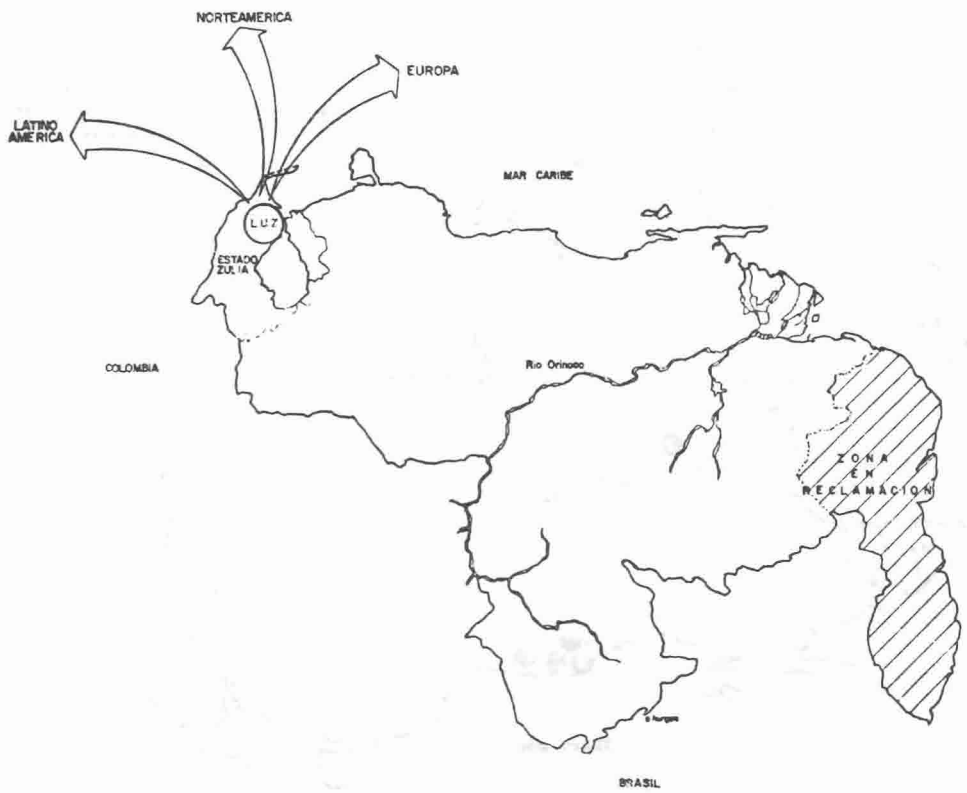 NORTEAMERICA
EUROPA
LATINO
AMERICA
MAR CARIBE
LUZ
ESTADO
ZULIA
COLOMBIA
Rio Orinoco
ZONA
EN
RECLAMACION
BRASIL